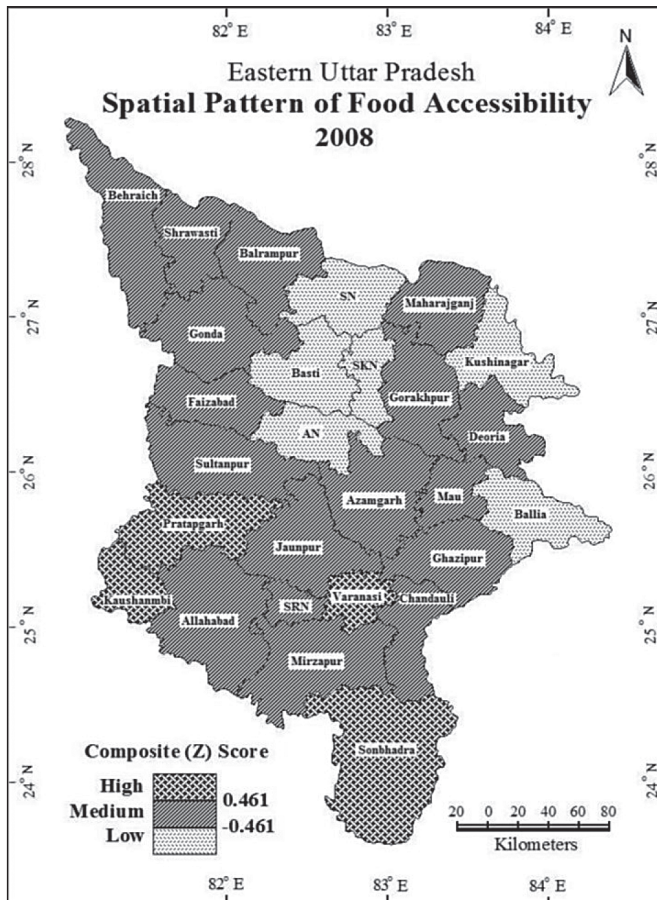 82° E 83° E 84° E
N
Eastern Uttar Pradesh
Spatial Pattern of Food Accessibility
2008
28° N 28° N
Behraich
Shrawasti
Balrampur
SN
Maharajganj
27° N 27° N
Gonda
Basti
SKN
Kushinagar
Faizabad
Gorakhpur
AN
Deoria
Sultanpur
26° N 26° N
Azamgarh
Mau
Pratapgarh
Ballia
Jaunpur
Ghazipur
Kaushanmbi
SRN
Varanasi
Chandauli
Allahabad
25° N 25° N
Mirzapur
Sonbhadra
Composite (Z) Score
High
0.461
Medium
-0.461
Low
24° N 24° N
20 0 20 40 60 80
Kilometers
82° E 83° E 84° E